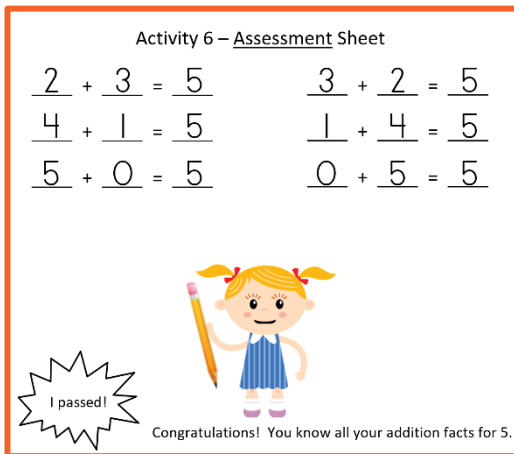 Activity 6 – Assessment Sheet
2 + 3 = 5
3 + 2 = 5
4 + 1 = 5
1 + 4 = 5
5 + 0 = 5
0 + 5 = 5
I passed!
Congratulations! You know all your addition facts for 5.